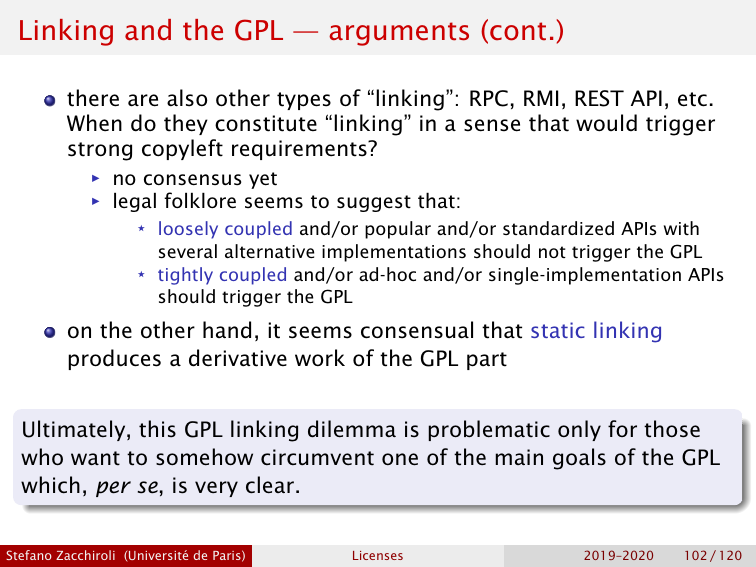 Linking and the GPL — arguments (cont.)
there are also other types of “linking”: RPC, RMI, REST API, etc.
When do they constitute “linking” in a sense that would trigger
strong copyleft requirements?
no consensus yet
legal folklore seems to suggest that:
loosely coupled and/or popular and/or standardized APIs with
several alternative implementations should not trigger the GPL
tightly coupled and/or ad-hoc and/or single-implementation APIs
should trigger the GPL
on the other hand, it seems consensual that static linking
produces a derivative work of the GPL part
Ultimately, this GPL linking dilemma is problematic only for those
who want to somehow circumvent one of the main goals of the GPL
which, per se, is very clear.
Stefano Zacchiroli (Université de Paris) Licenses 2019–2020 102 / 120